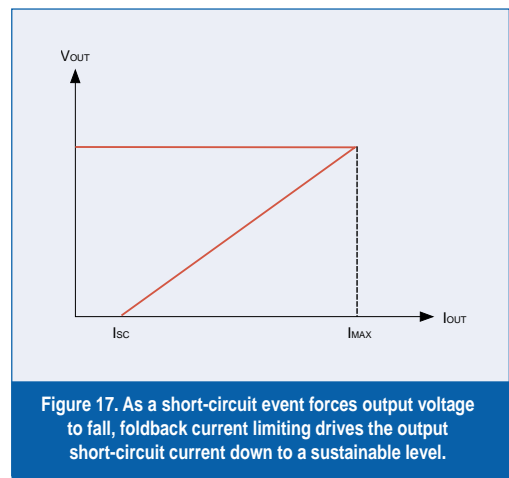 VOUT
ISC
IMAX
IOUT
Figure 17. As a short-circuit event forces output voltage
to fall, foldback current limiting drives the output
short-circuit current down to a sustainable level.